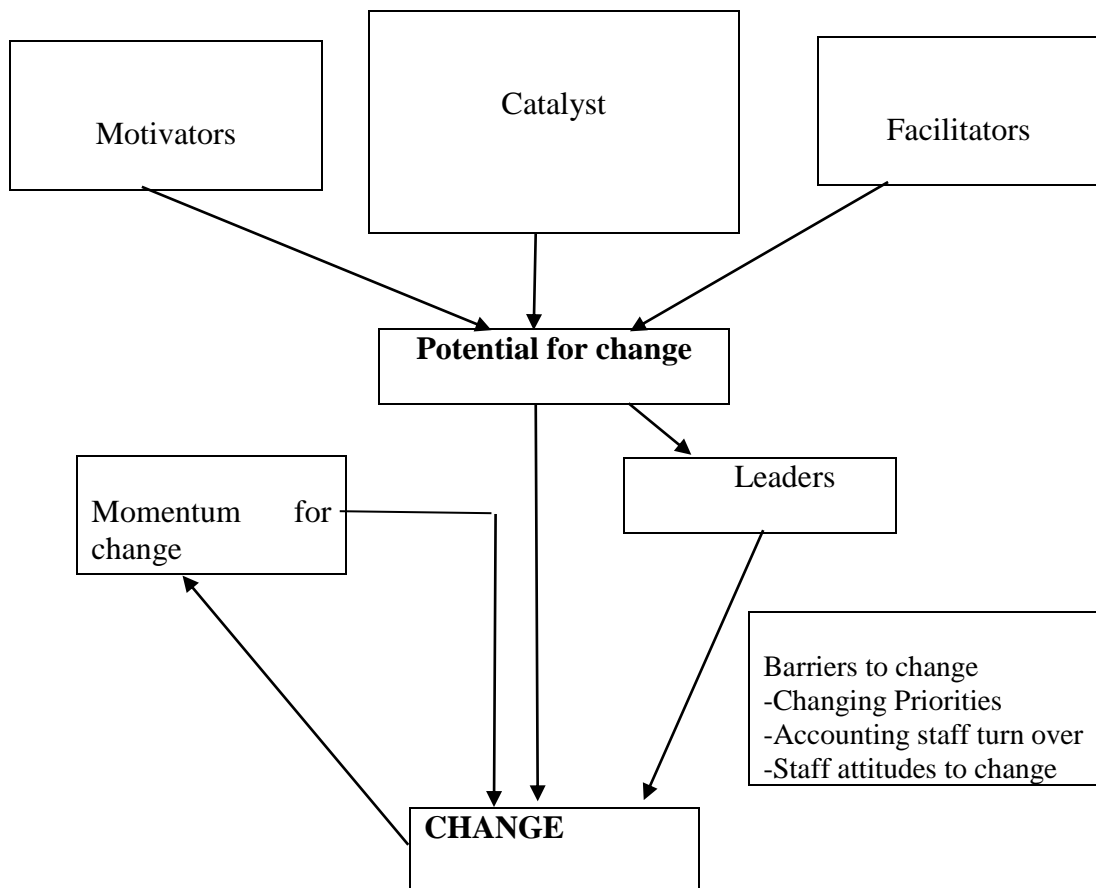 Motivators
Catalyst
Facilitators
Potential for change
Leaders
Momentum for
change
Barriers to change
-Changing Priorities
-Accounting staff turn over
-Staff attitudes to change
CHANGE